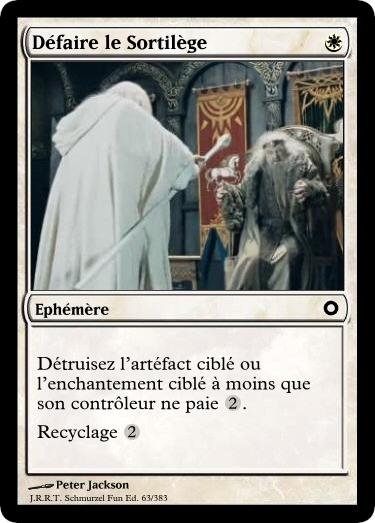 Défaire le Sortilège
Ephémère
Détruisez l'artéfact ciblé ou
l'enchantement ciblé à moins que
son contrôleur ne paie 2.
Recyclage 2
Peter Jackson
J.R.R.T. Schmurzel Fun Ed. 63/383